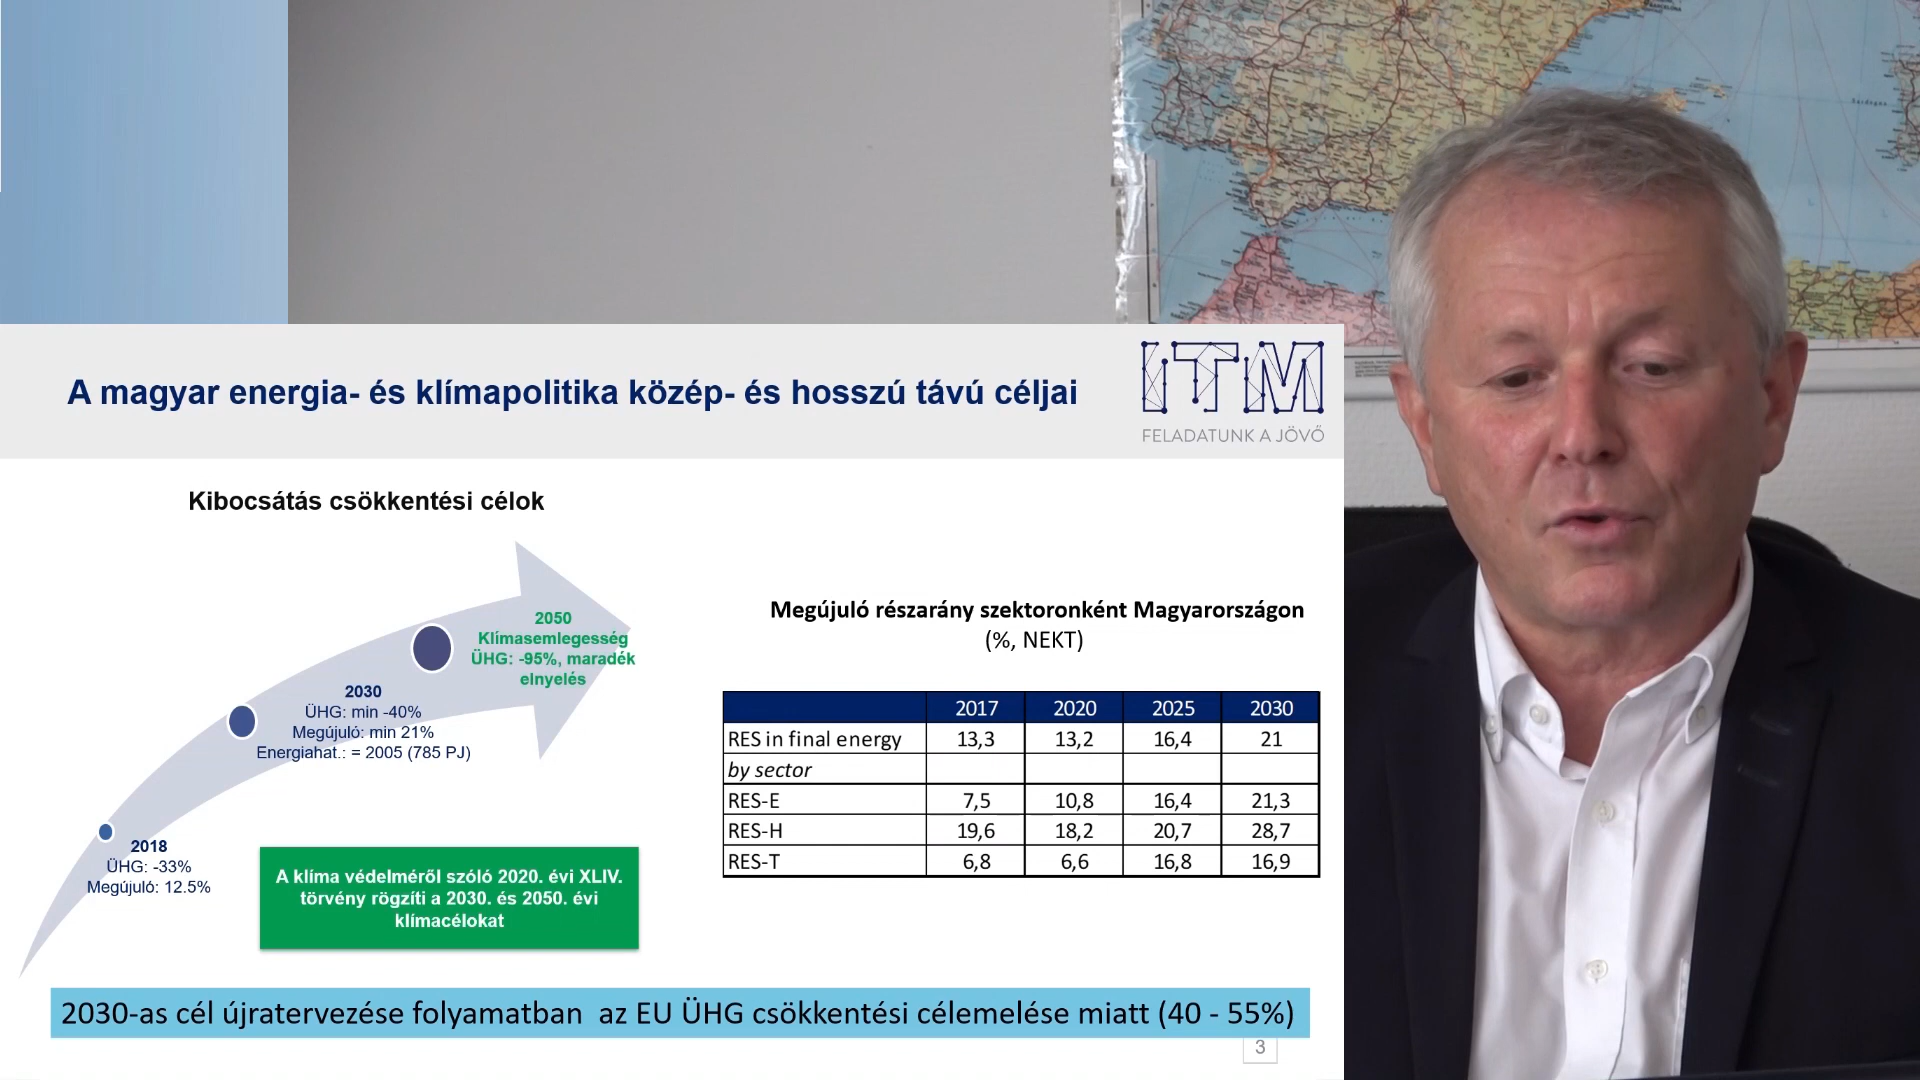 A magyar energia- és klímapolitika közép- és hosszú távú céljai
ITM
FELADATUNK A JÖVŐ
Kibocsátás csökkentési célok
2050
Klímasemlegesség
ÜHG: -95%, maradék
elnyelés
2030
ÜHG: min -40%
Megújuló: min 21%
Energiahat.: = 2005 (785 PJ)
2018
ÜHG: -33%
Megújuló: 12.5%
A klíma védelméről szóló 2020. évi XLIV.
törvény rögzíti a 2030. és 2050. évi
klímacélokat
Megújuló részarány szektoronként Magyarországon
(%, NEKT)
2017 2020 2025 2030
RES in final energy 13,3 13,2 16,4 21
by sector
RES-E 7,5 10,8 16,4 21,3
RES-H 19,6 18,2 20,7 28,7
RES-T 6,8 6,6 16,8 16,9
2030-as cél újratervezése folyamatban az EU ÜHG csökkentési célemelése miatt (40 - 55%)
3